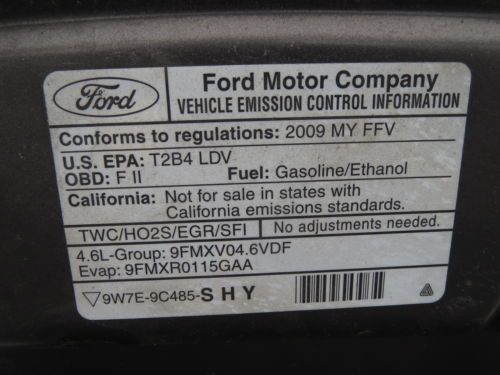 Ford
Ford Motor Company
VEHICLE EMISSION CONTROL INFORMATION
Conforms to regulations: 2009 MY FFV
U.S. EPA: T2B4 LDV
OBD: F II Fuel: Gasoline/Ethanol
California: Not for sale in states with
California emissions standards.
TWC/HO2S/EGR/SFI No adjustments needed.
4.6L-Group: 9FMXV04.6VDF
Evap: 9FMXR0115GAA
9W7E-9C485-S H Y